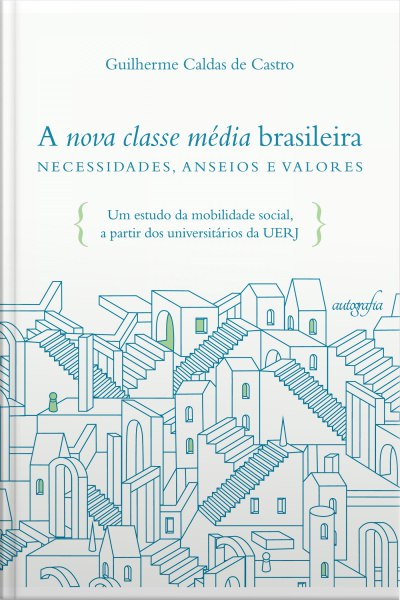 Guilherme Caldas de Castro
A nova classe média brasileira
NECESSIDADES, ANSEIOS E VALORES
{ Um estudo da mobilidade social, }
a partir dos universitários da UERJ
autografia